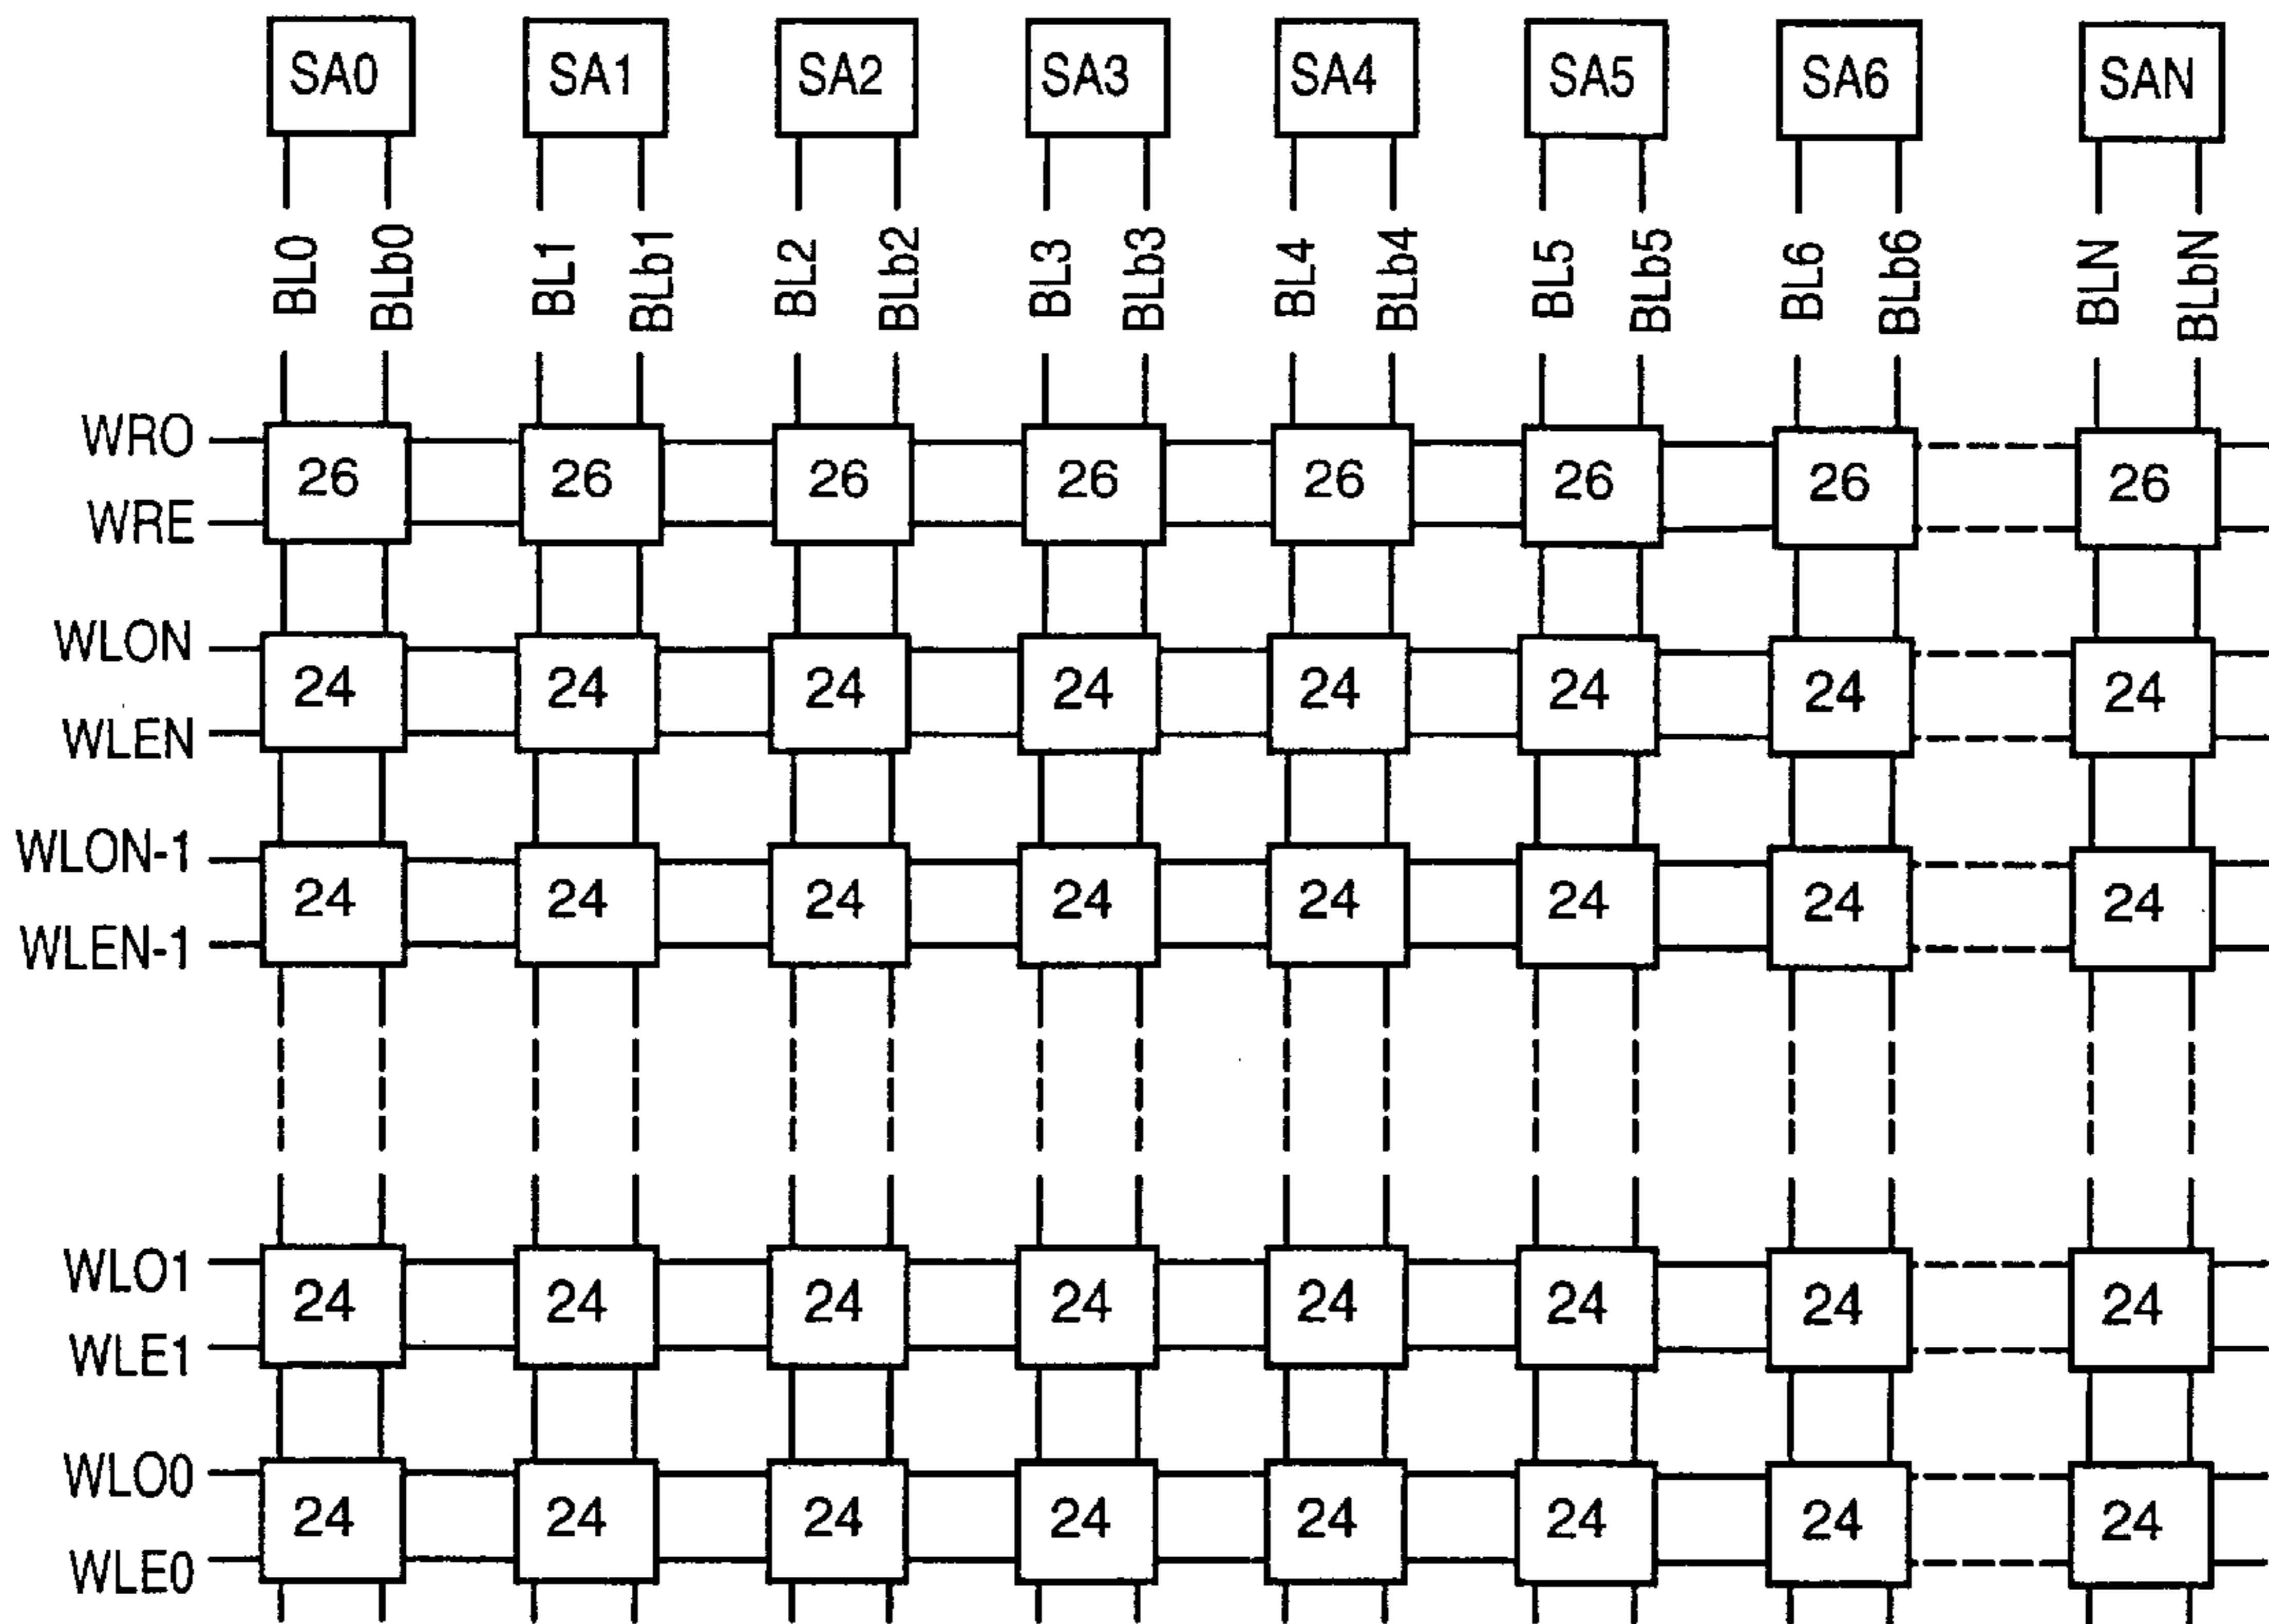 SA0 SA1 SA2 SA3 SA4 SA5 SA6 SAN
BL0 BLb0 BL1 BLb1 BL2 BLb2 BL3 BLb3 BL4 BLb4 BL5 BLb5 BL6 BLb6 BLN BLbN
WRO
26 26 26 26 26 26 26 26
WRE
WLON
24 24 24 24 24 24 24 24
WLEN
WLON-1
24 24 24 24 24 24 24 24
WLEN-1
WLO1
24 24 24 24 24 24 24 24
WLE1
WLO0
24 24 24 24 24 24 24 24
WLE0